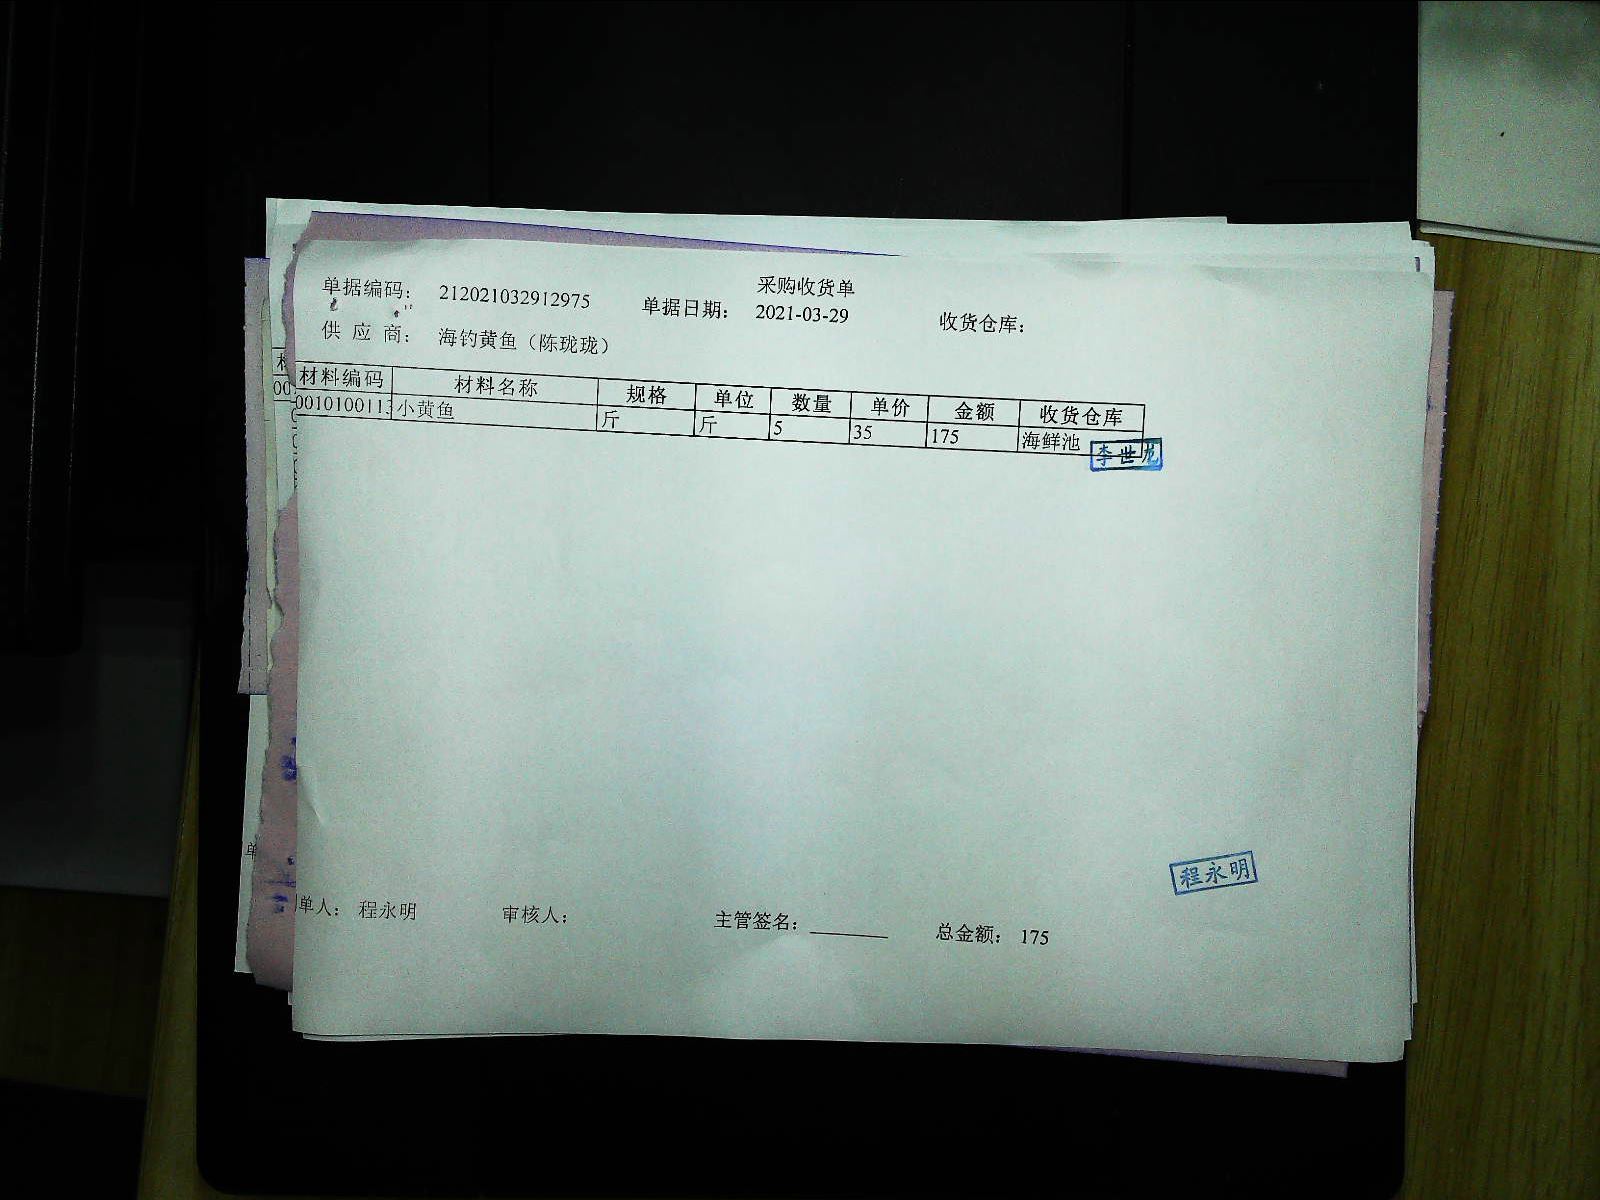 采购收货单
单据编码： 212021032912975 单据日期： 2021-03-29 收货仓库：
供 应 商： 海钓黄鱼（陈珑珑）
材料编码 材料名称 规格 单位 数量 单价 金额 收货仓库
0010100113 小黄鱼 斤 斤 5 35 175 海鲜池
李世龙
程永明
单人： 程永明 审核人： 主管签名： 总金额： 175